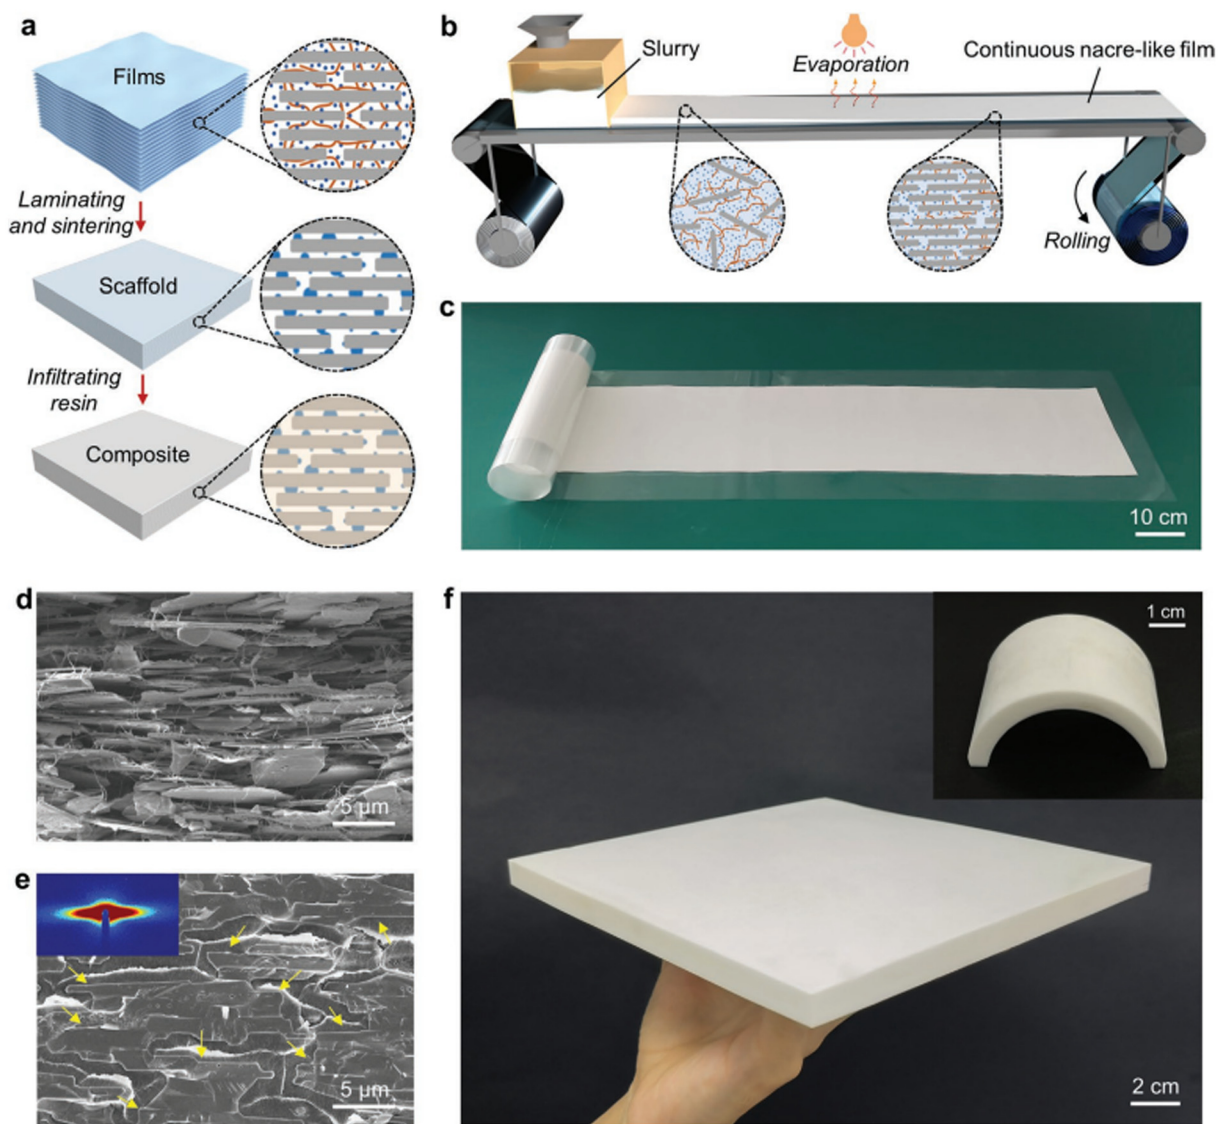 a
Films
Laminating
and sintering
Scaffold
Infiltrating
resin
Composite
b
Slurry
Evaporation
Continuous nacre-like film
Rolling
c
10 cm
d
5 µm
e
5 µm
f
1 cm
2 cm